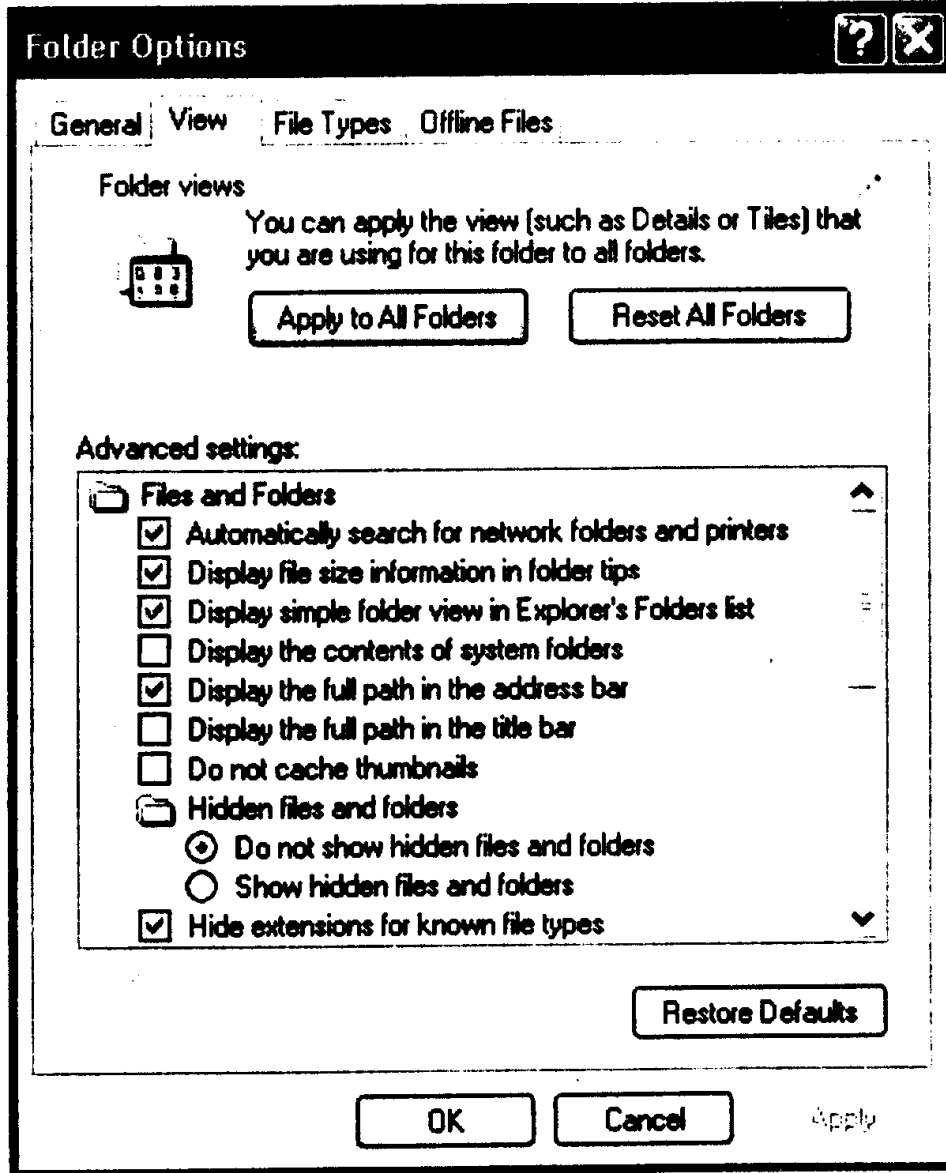 Folder Options
General View File Types Offline Files
Folder views
You can apply the view (such as Details or Tiles) that
you are using for this folder to all folders.
Apply to All Folders Reset All Folders
Advanced settings:
Files and Folders
Automatically search for network folders and printers
Display file size information in folder tips
Display simple folder view in Explorer's Folders list
Display the contents of system folders
Display the full path in the address bar
Display the full path in the title bar
Do not cache thumbnails
Hidden files and folders
Do not show hidden files and folders
Show hidden files and folders
Hide extensions for known file types
Restore Defaults
OK Cancel Apply